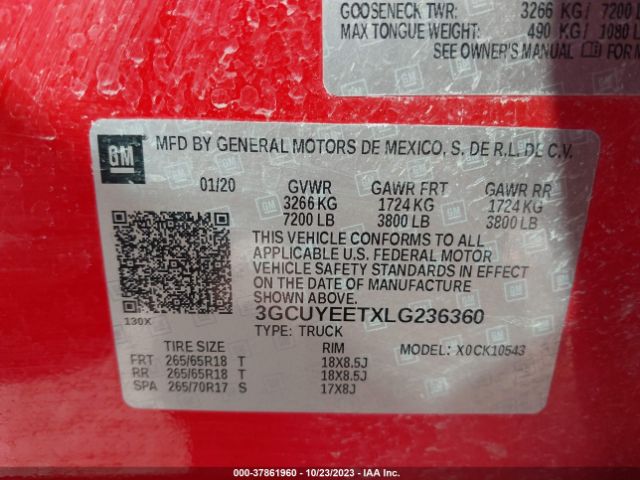 GOOSENECK TWR: 3266 KG / 7200 L
MAX TONGUE WEIGHT: 490 KG / 1080 L
SEE OWNER'S MANUAL FOR M
GM
MFD BY GENERAL MOTORS DE MEXICO, S. DE R.L. DE C.V.
01/20 GVWR GAWR FRT GAWR RR
3266 KG 1724 KG 1724 KG
7200 LB 3800 LB 3800 LB
THIS VEHICLE CONFORMS TO ALL
APPLICABLE U.S. FEDERAL MOTOR
VEHICLE SAFETY STANDARDS IN EFFECT
ON THE DATE OF MANUFACTURE
SHOWN ABOVE.
130X 3GCUYEETXLG236360
TYPE: TRUCK
TIRE SIZE RIM MODEL: X0CK10543
FRT 265/65R18 T 18X8.5J
RR 265/65R18 T 18X8.5J
SPA 265/70R17 S 17X8J
000-37861960 - 10/23/2023 - IAA Inc.